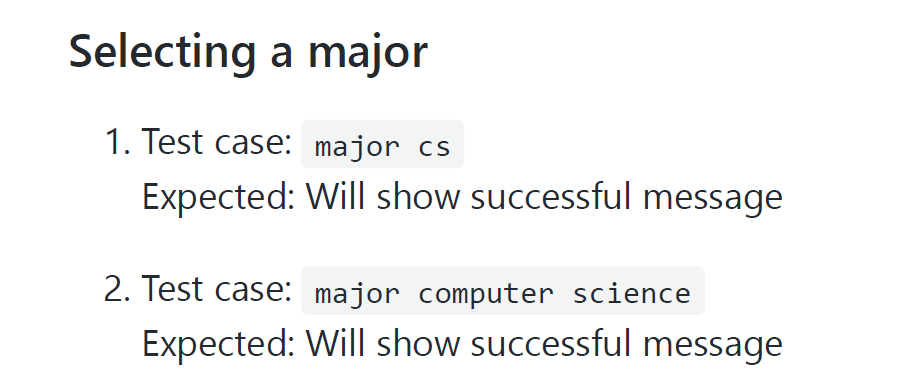 Selecting a major
1. Test case: major cs
Expected: Will show successful message
2. Test case: major computer science
Expected: Will show successful message